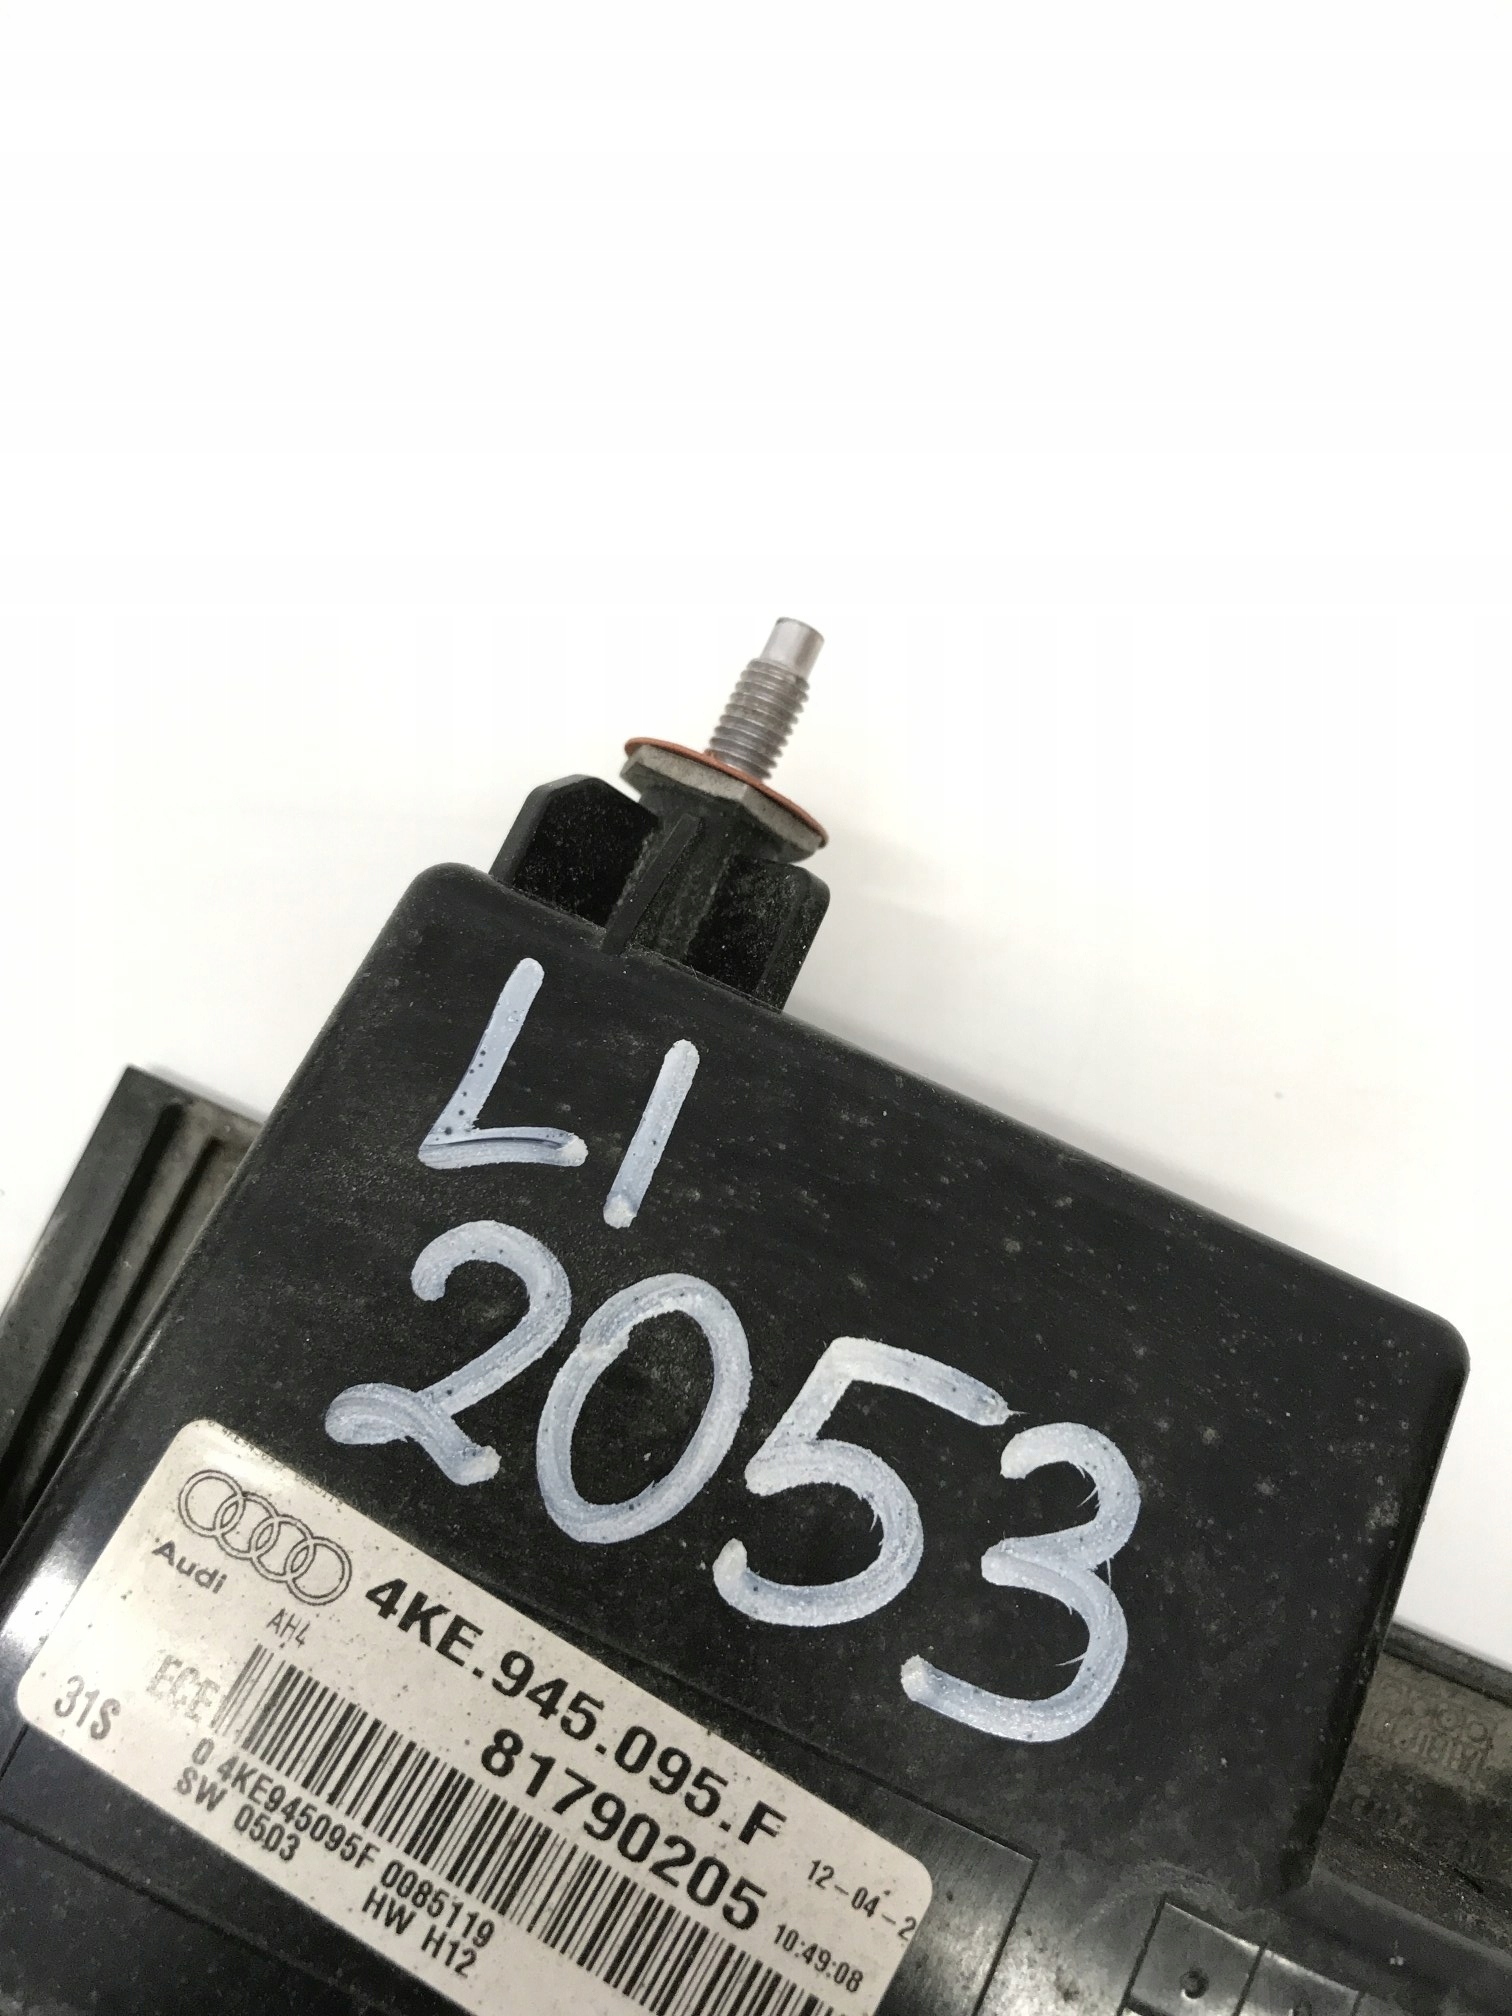 LI
2053
Audi
4KE.945.095.F
AH4
81790205
ECE
31S
12-04-2
10:49:08
0 4KE945095F 0085119
SW 0503
HW H12